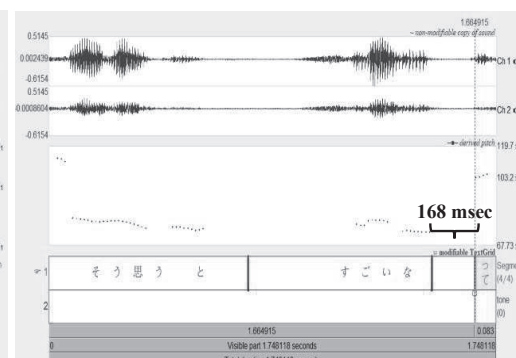 1.664915
~ non-modifiable copy of sound
0.5145
0.002439
-0.6154
Ch 1
0.5145
0.0008604
-0.6154
Ch 2
derived pitch
119.7
103.2
168 msec
67.73
= modifiable TextGrid
1 そう思う と すごいな って
Segme
(4/4)
2
tone
(0)
1.664915 0.083
0 Visible part 1.748118 seconds 1.748118